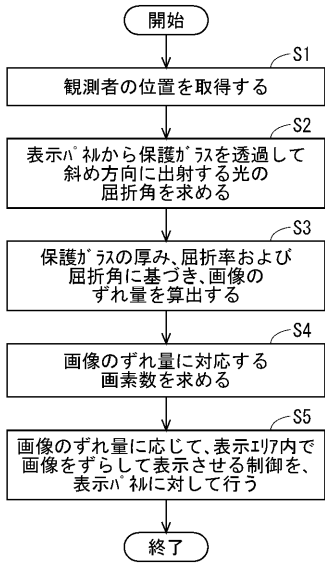 開始
S1
観測者の位置を取得する
S2
表示ﾊﾟﾈﾙから保護ｶﾞﾗｽを透過して
斜め方向に出射する光の
屈折角を求める
S3
保護ｶﾞﾗｽの厚み､屈折率および
屈折角に基づき､画像の
ずれ量を算出する
S4
画像のずれ量に対応する
画素数を求める
S5
画像のずれ量に応じて､表示ｴﾘｱ内で
画像をずらして表示させる制御を､
表示ﾊﾟﾈﾙに対して行う
終了